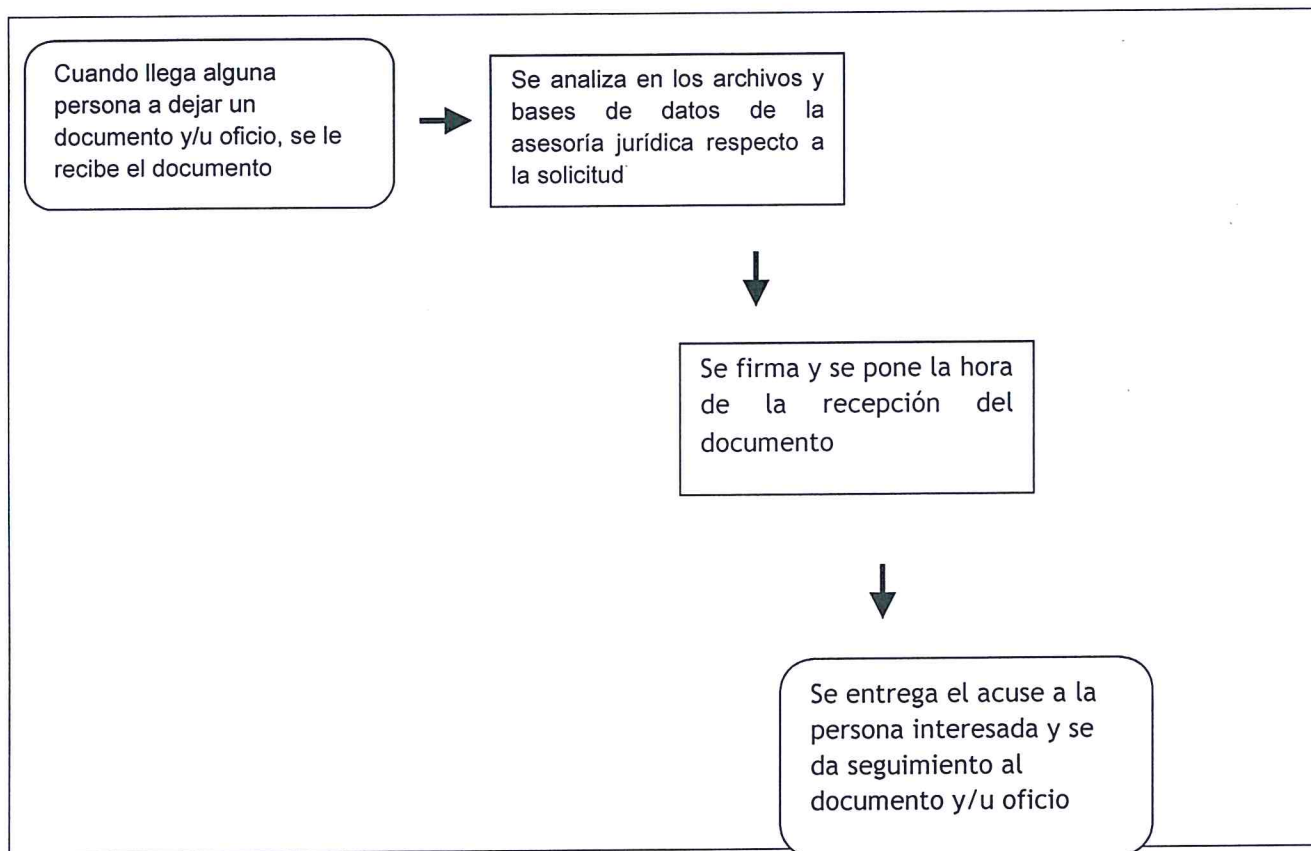 Cuando llega alguna
persona a dejar un
documento y/u oficio, se le
recibe el documento
Se analiza en los archivos y
bases de datos de la
asesoría jurídica respecto a
la solicitud
Se firma y se pone la hora
de la recepción del
documento
Se entrega el acuse a la
persona interesada y se
da seguimiento al
documento y/u oficio